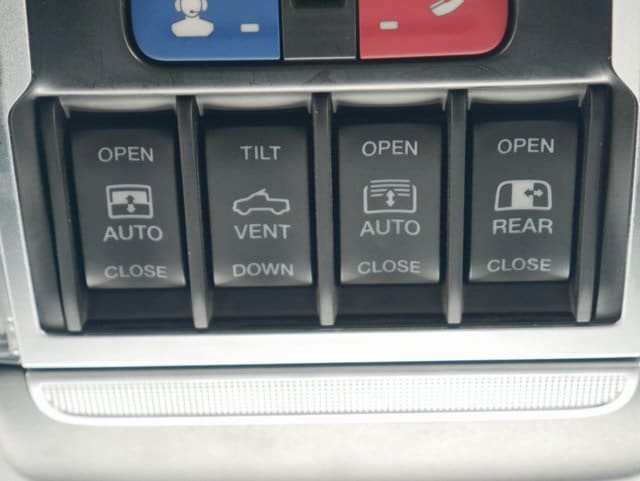 OPEN TILT OPEN OPEN
AUTO VENT AUTO REAR
CLOSE DOWN CLOSE CLOSE